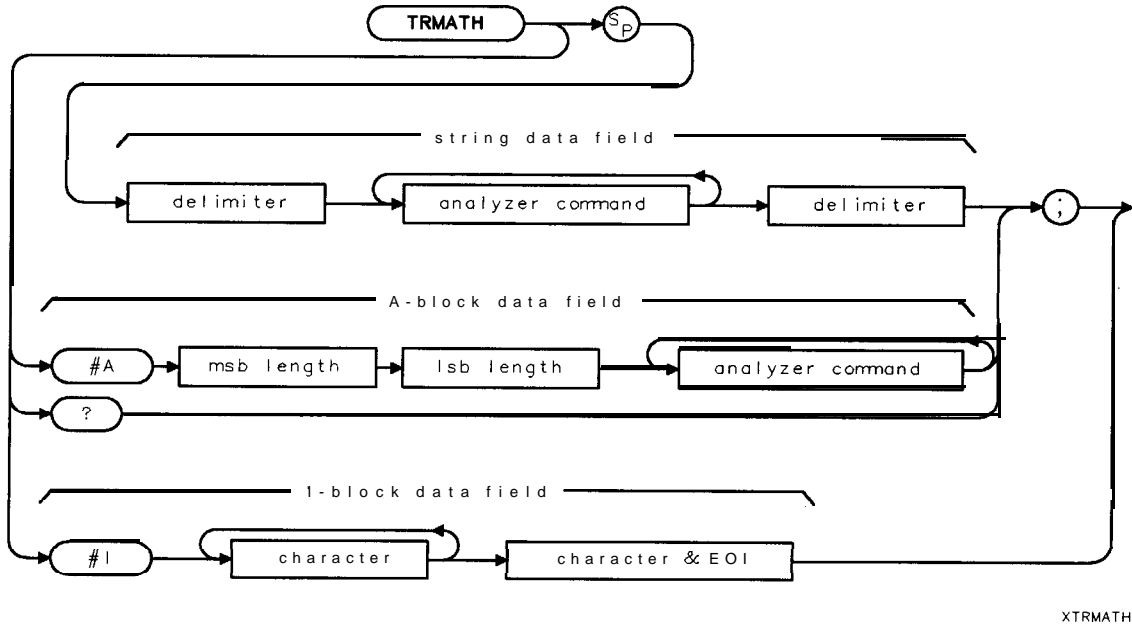 TRMATH
SP
string data field
delimiter
analyzer command
delimiter
;
A-block data field
#A
msb length
lsb length
analyzer command
?
1-block data field
#I
character
character & EOI
XTRMATH